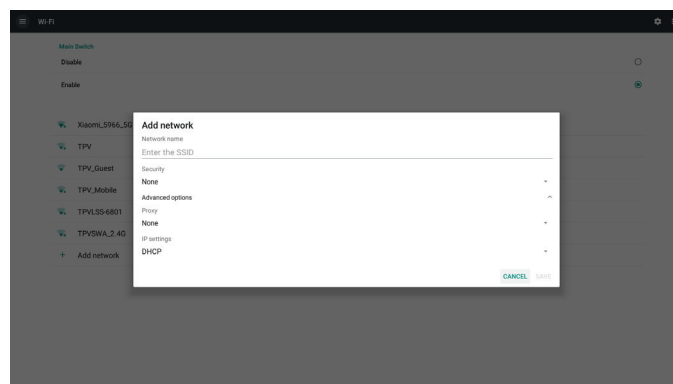 Wi-Fi
Main Switch
Disable
Enable
Xiaomi_5966_5G
TPV
TPV_Guest
TPV_Mobile
TPVLSS-6801
TPVSWA_2.4G
Add network
Add network
Network name
Enter the SSID
Security
None
Advanced options
Proxy
None
IP settings
DHCP
CANCEL SAVE